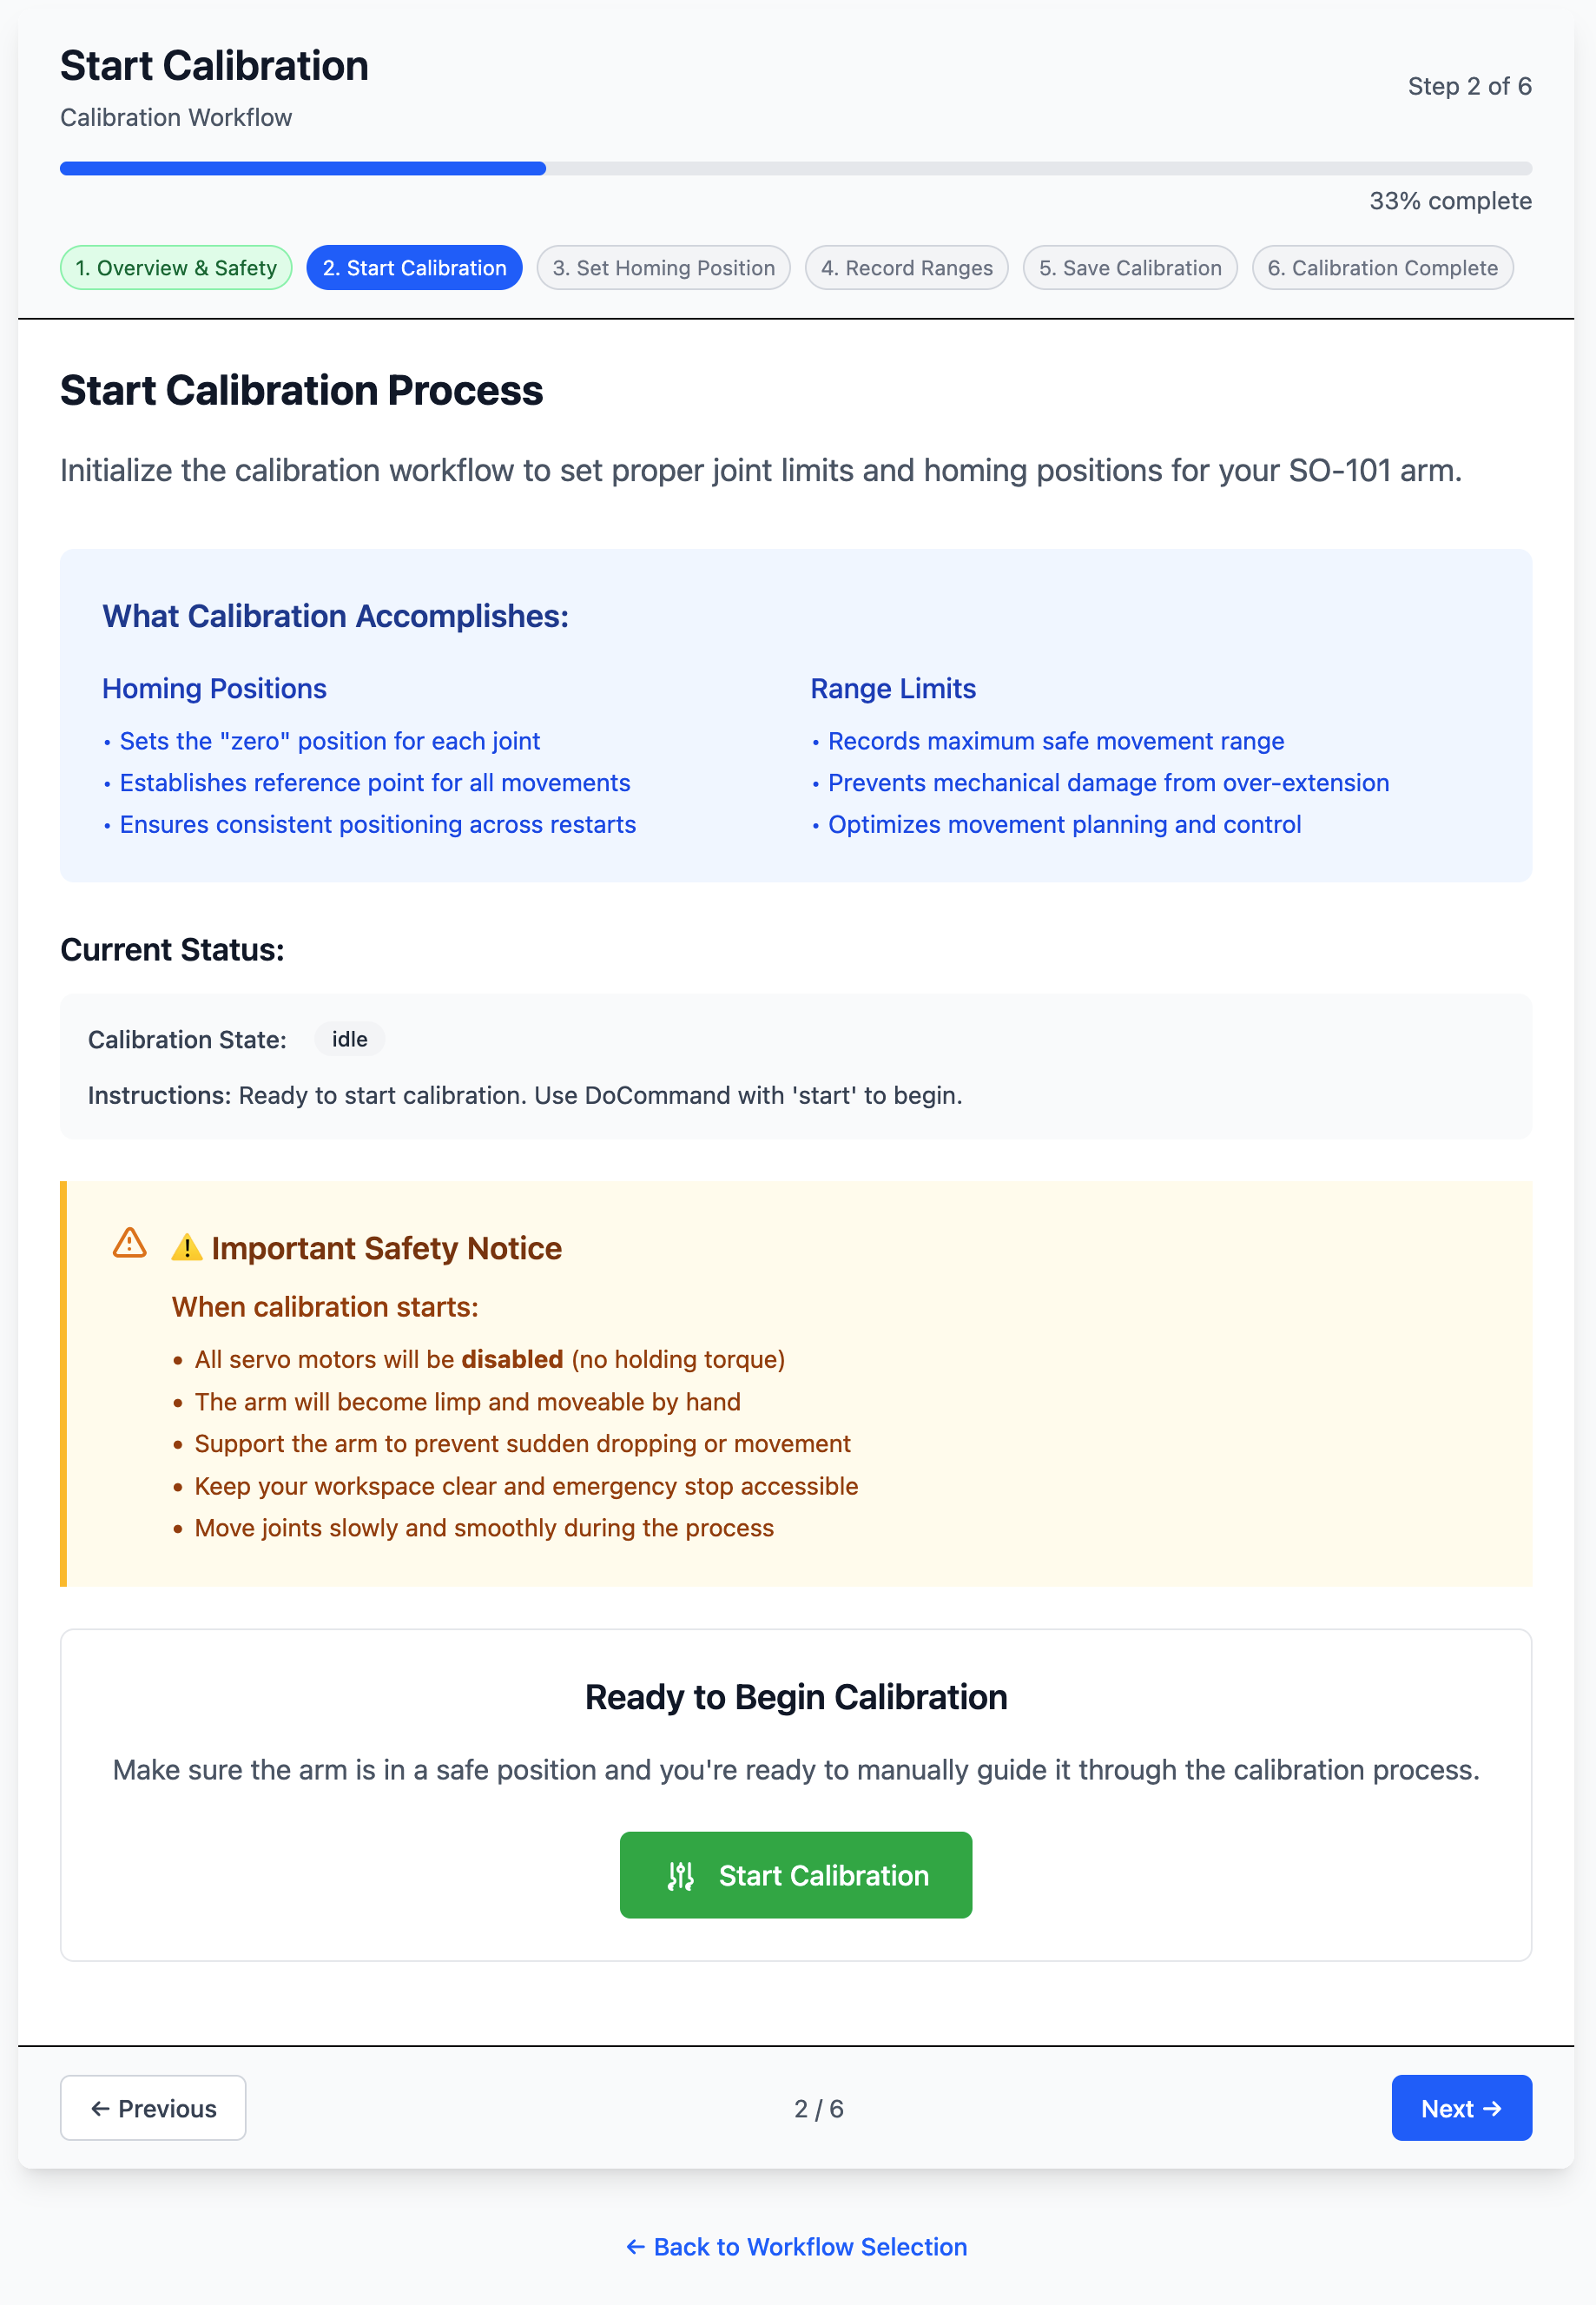 Start Calibration
Calibration Workflow
Step 2 of 6
33% complete
1. Overview & Safety
2. Start Calibration
3. Set Homing Position
4. Record Ranges
5. Save Calibration
6. Calibration Complete
Start Calibration Process
Initialize the calibration workflow to set proper joint limits and homing positions for your SO-101 arm.
What Calibration Accomplishes:
Homing Positions
• Sets the "zero" position for each joint
• Establishes reference point for all movements
• Ensures consistent positioning across restarts
Range Limits
• Records maximum safe movement range
• Prevents mechanical damage from over-extension
• Optimizes movement planning and control
Current Status:
Calibration State: idle
Instructions: Ready to start calibration. Use DoCommand with 'start' to begin.
⚠️ Important Safety Notice
When calibration starts:
• All servo motors will be disabled (no holding torque)
• The arm will become limp and moveable by hand
• Support the arm to prevent sudden dropping or movement
• Keep your workspace clear and emergency stop accessible
• Move joints slowly and smoothly during the process
Ready to Begin Calibration
Make sure the arm is in a safe position and you're ready to manually guide it through the calibration process.
Start Calibration
← Previous
2 / 6
Next →
← Back to Workflow Selection